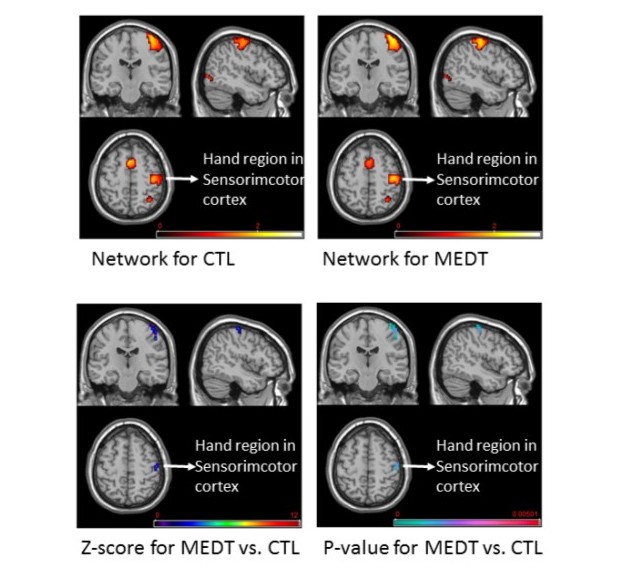 Hand region in
Sensorimcotor
cortex
0 2
Network for CTL
Hand region in
Sensorimcotor
cortex
0 2
Network for MEDT
Hand region in
Sensorimcotor
cortex
0 12
Z-score for MEDT vs. CTL
Hand region in
Sensorimcotor
cortex
0 0.00501
P-value for MEDT vs. CTL